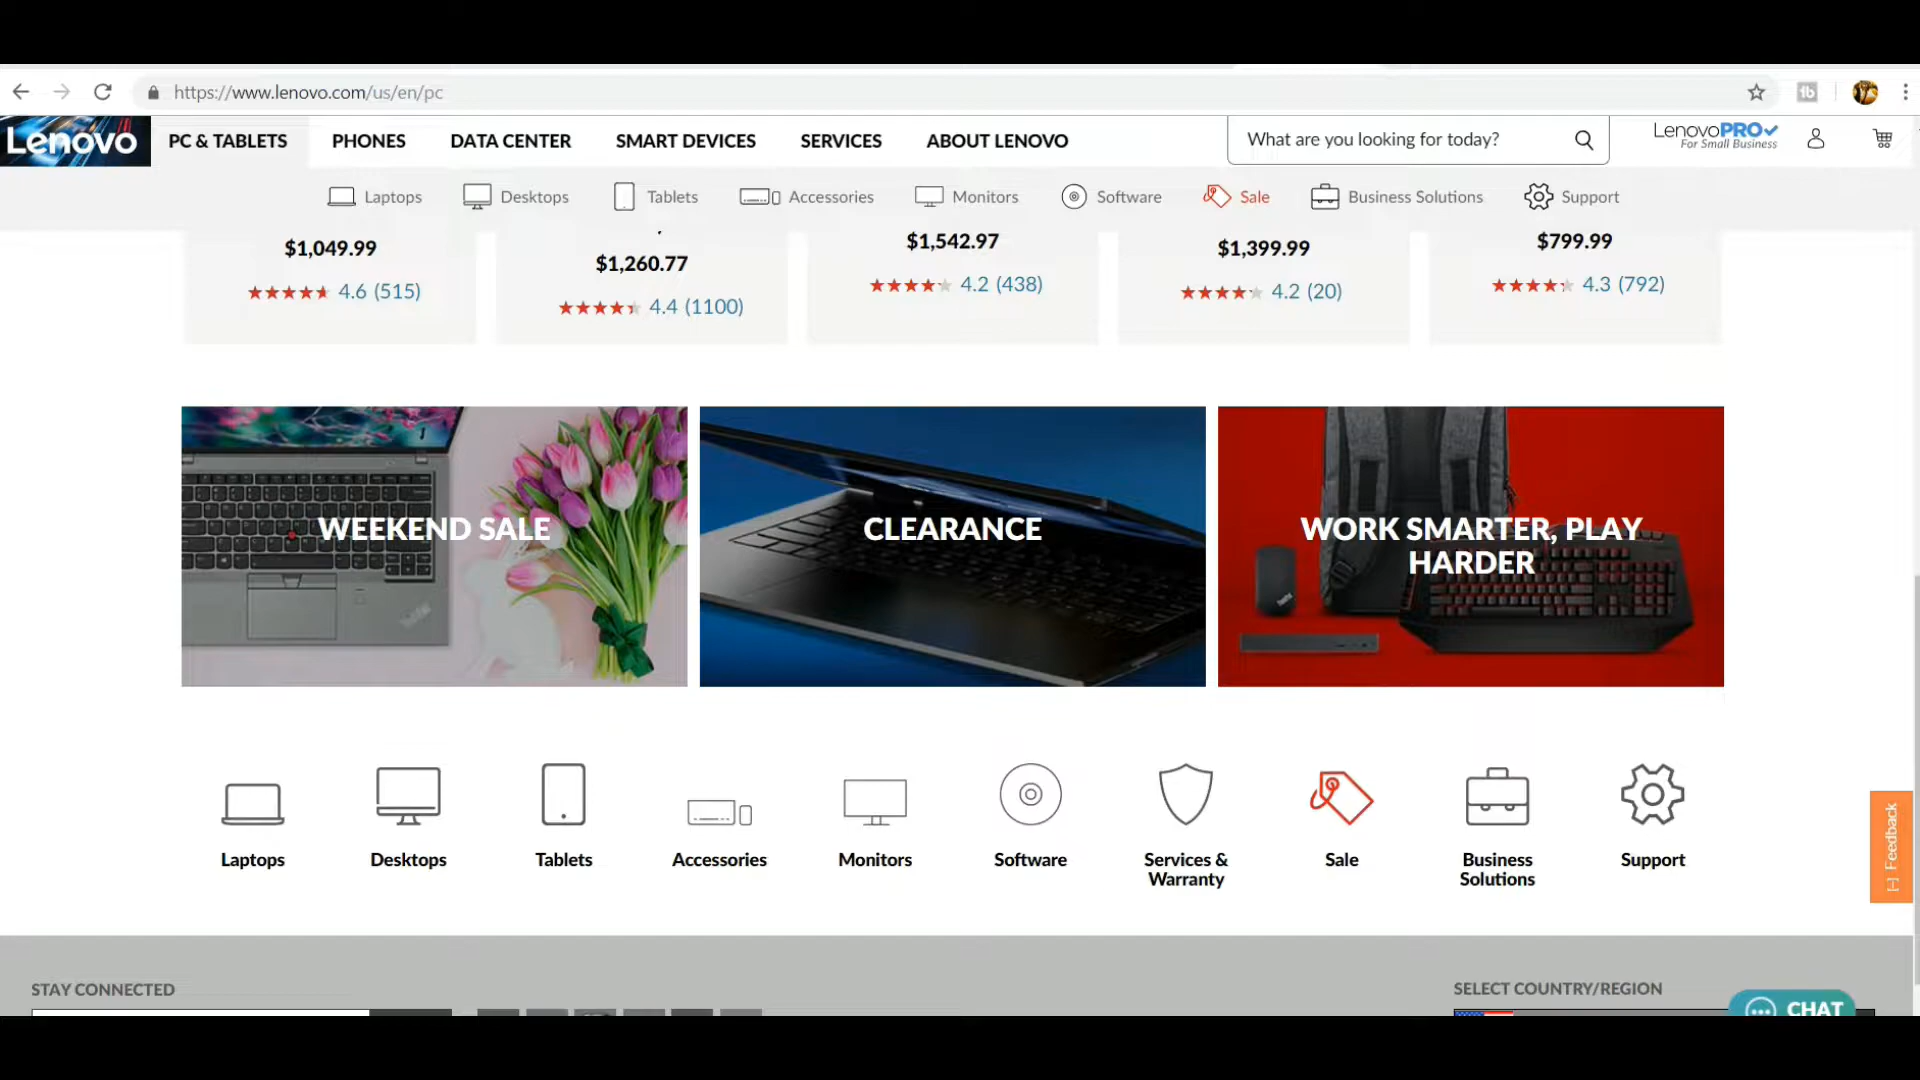 https://www.lenovo.com/us/en/pc
Lenovo PC & TABLETS PHONES DATA CENTER SMART DEVICES SERVICES ABOUT LENOVO What are you looking for today? LenovoPRO
For Small Business
Laptops Desktops Tablets Accessories Monitors Software Sale Business Solutions Support
$1,049.99 $1,260.77 $1,542.97 $1,399.99 $799.99
4.6 (515) 4.4 (1100) 4.2 (438) 4.2 (20) 4.3 (792)
WEEKEND SALE
CLEARANCE
WORK SMARTER, PLAY
HARDER
Laptops
Desktops
Tablets
Accessories
Monitors
Software
Services &
Warranty
Sale
Business
Solutions
Support
[-] Feedback
STAY CONNECTED
SELECT COUNTRY/REGION
CHAT